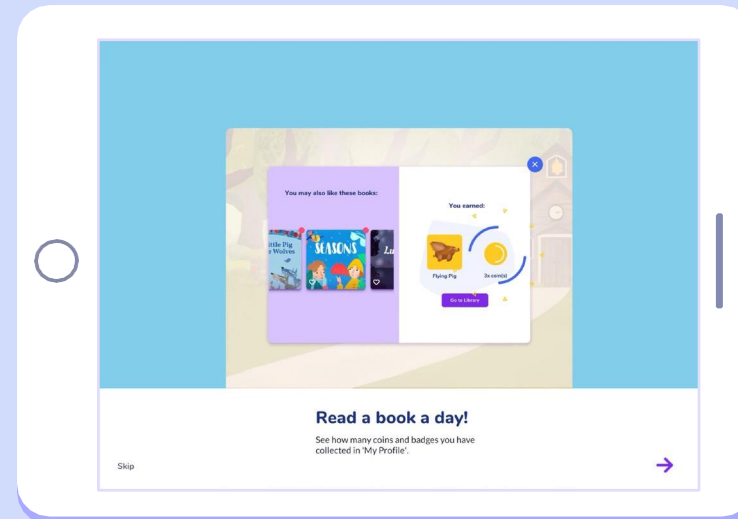 You may also like these books:
ttle Pig
r Wolves
SEASONS
Lu
You earned:
Flying Pig
3x coin(s)
Go to Library
Read a book a day!
See how many coins and badges you have
collected in 'My Profile'.
Skip